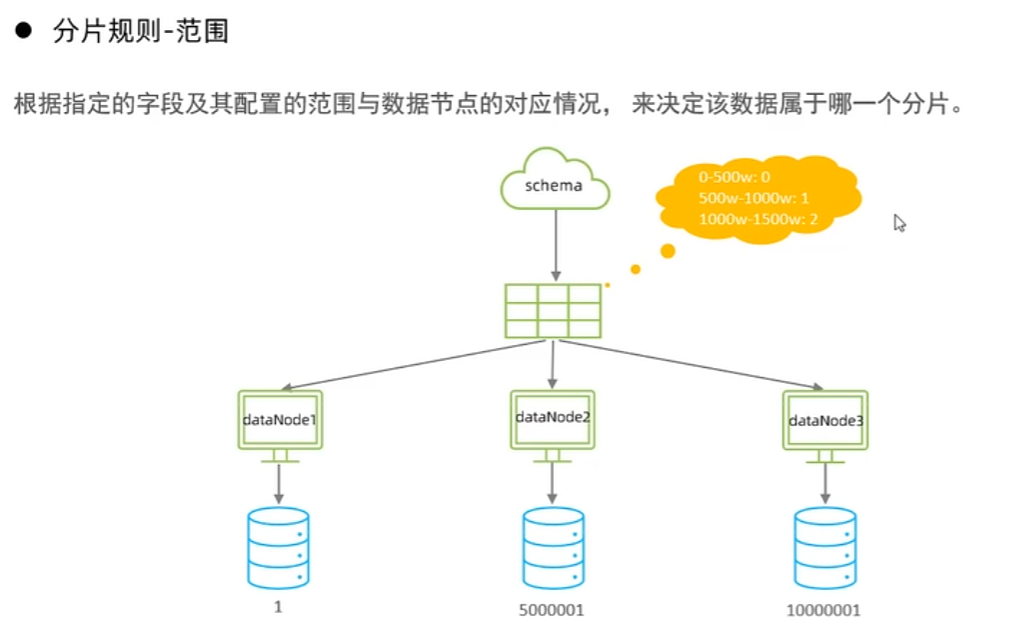 ● 分片规则-范围
根据指定的字段及其配置的范围与数据节点的对应情况， 来决定该数据属于哪一个分片。
schema
0-500w: 0
500w-1000w: 1
1000w-1500w: 2
dataNode1
dataNode2
dataNode3
1
5000001
10000001